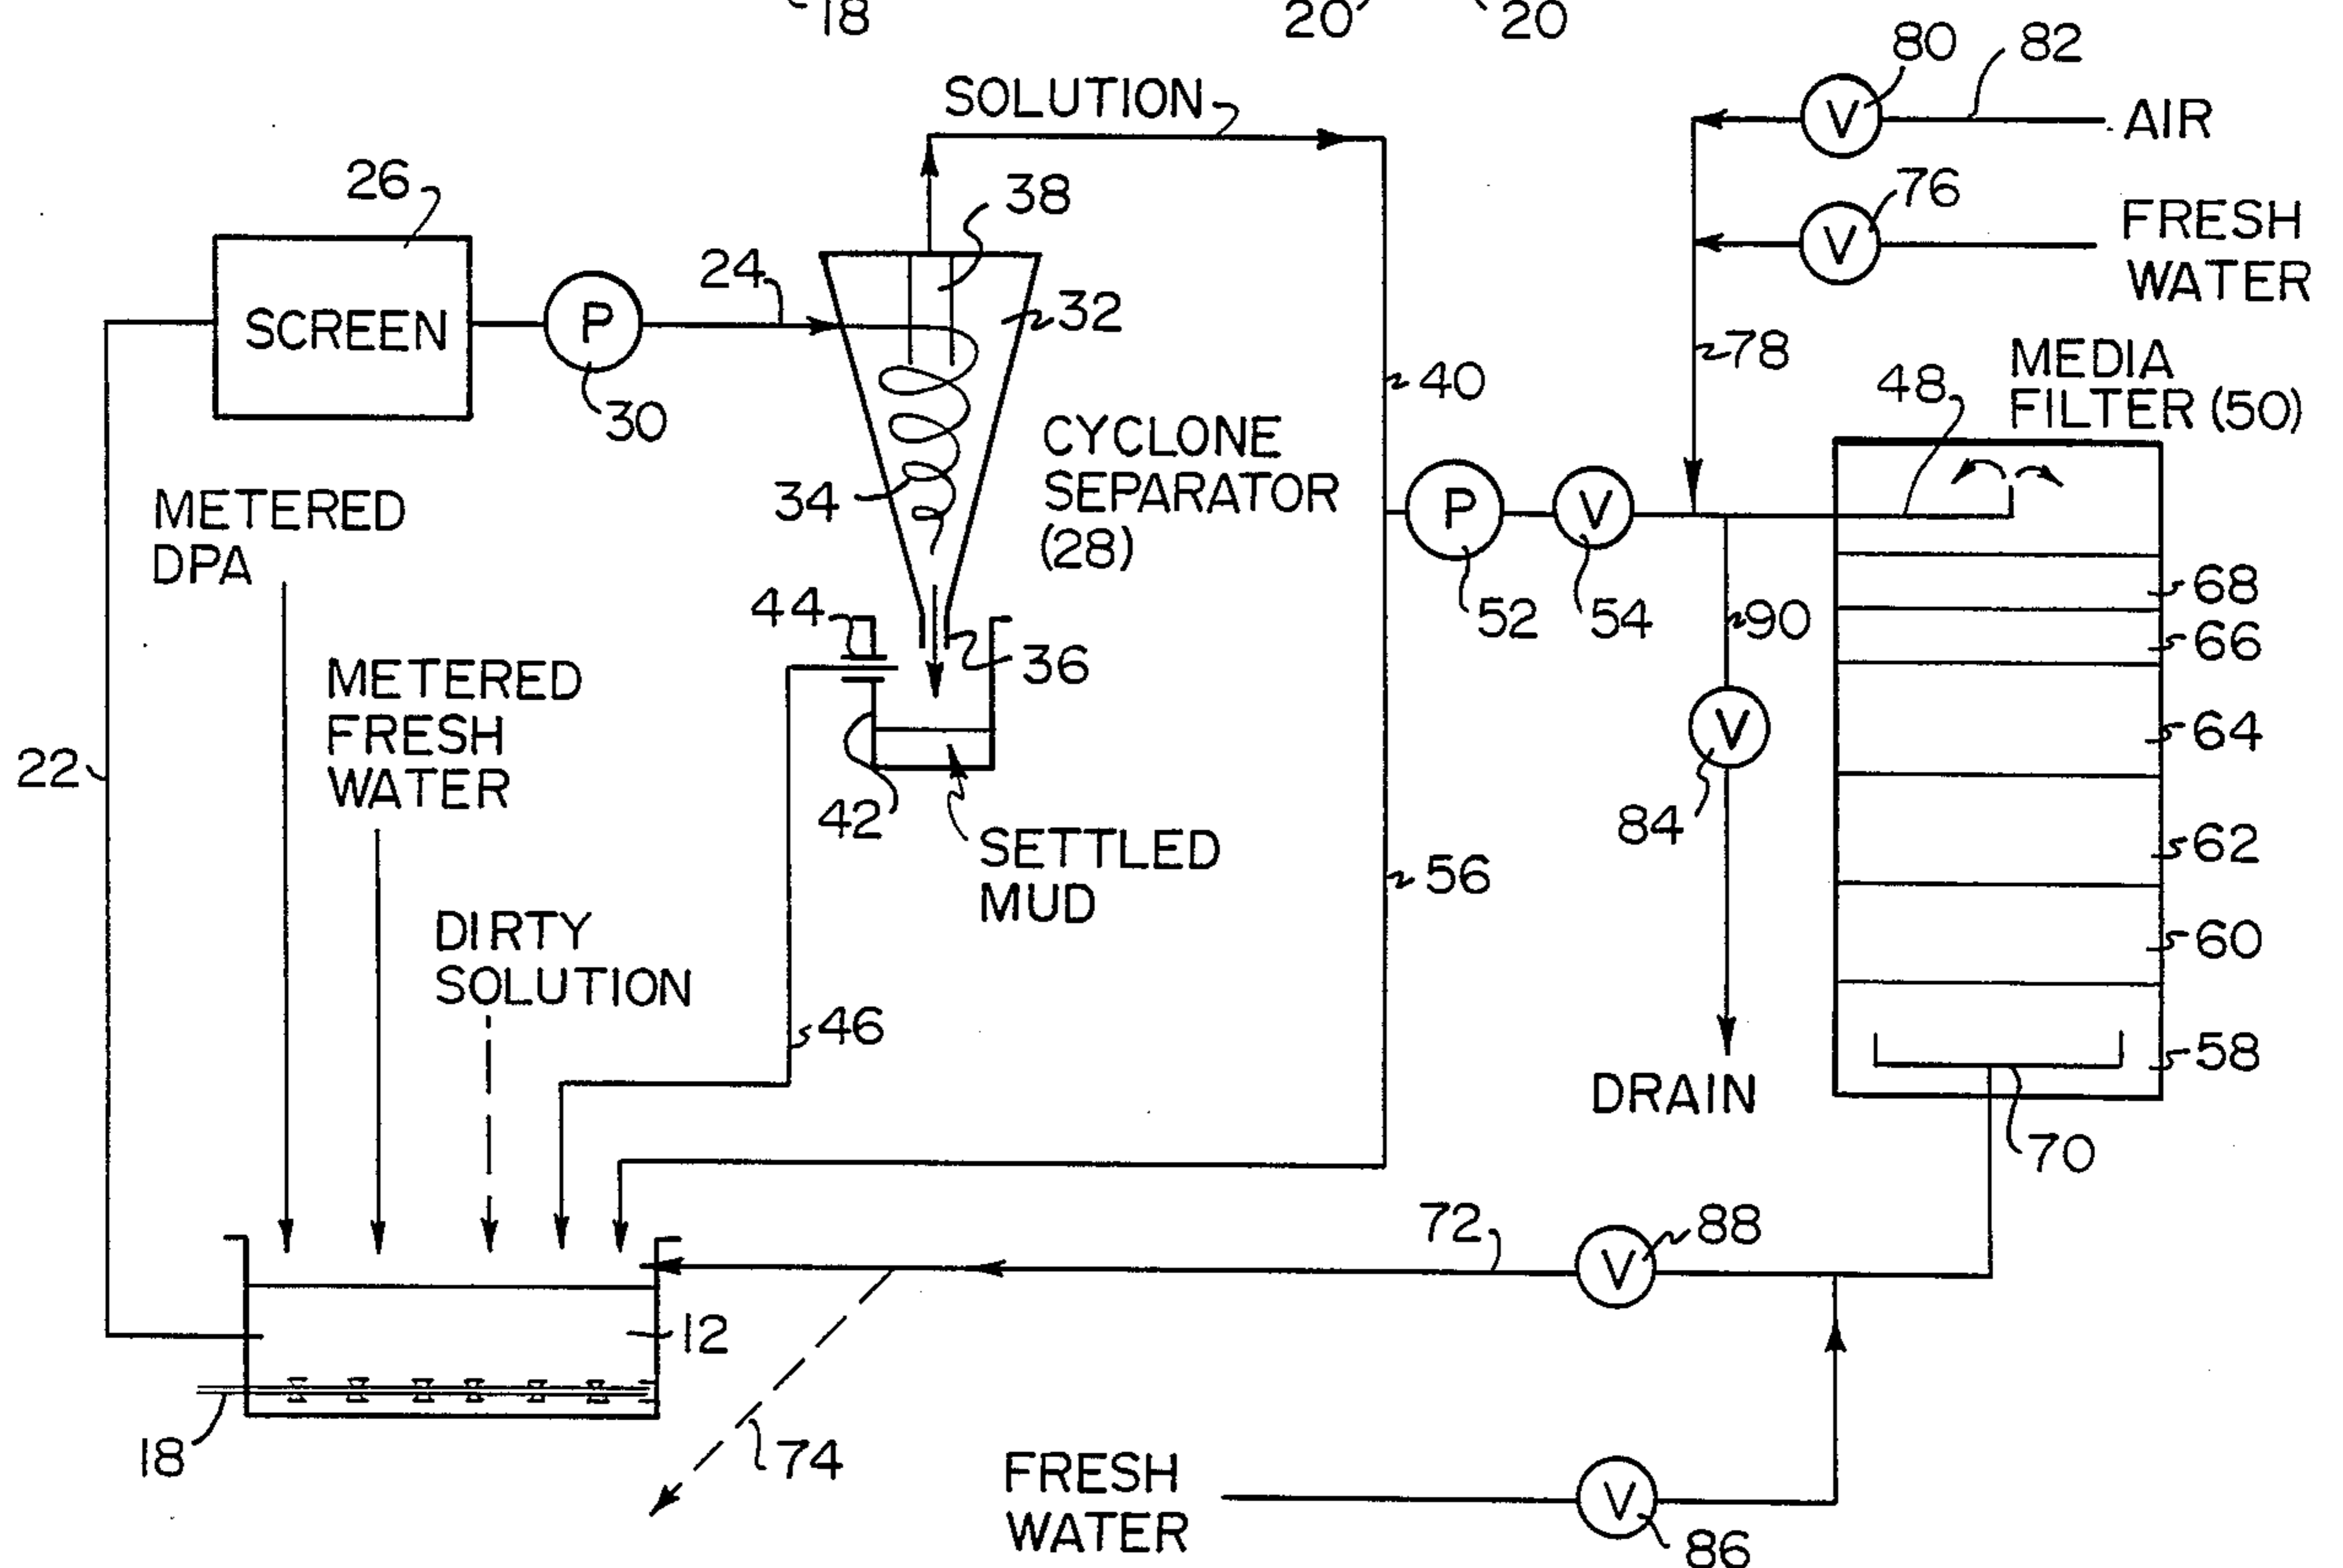 18
20
20
80
82
SOLUTION
V
AIR
26
38
76
V
FRESH
WATER
24
SCREEN
P
32
30
40
78
MEDIA
FILTER (50)
48
CYCLONE
SEPARATOR
(28)
34
METERED
DPA
P
V
52
54
68
66
44
36
90
64
METERED
FRESH
WATER
22
V
84
42
SETTLED
MUD
62
56
60
DIRTY
SOLUTION
46
58
DRAIN
70
72
88
V
12
18
74
FRESH
WATER
V
86